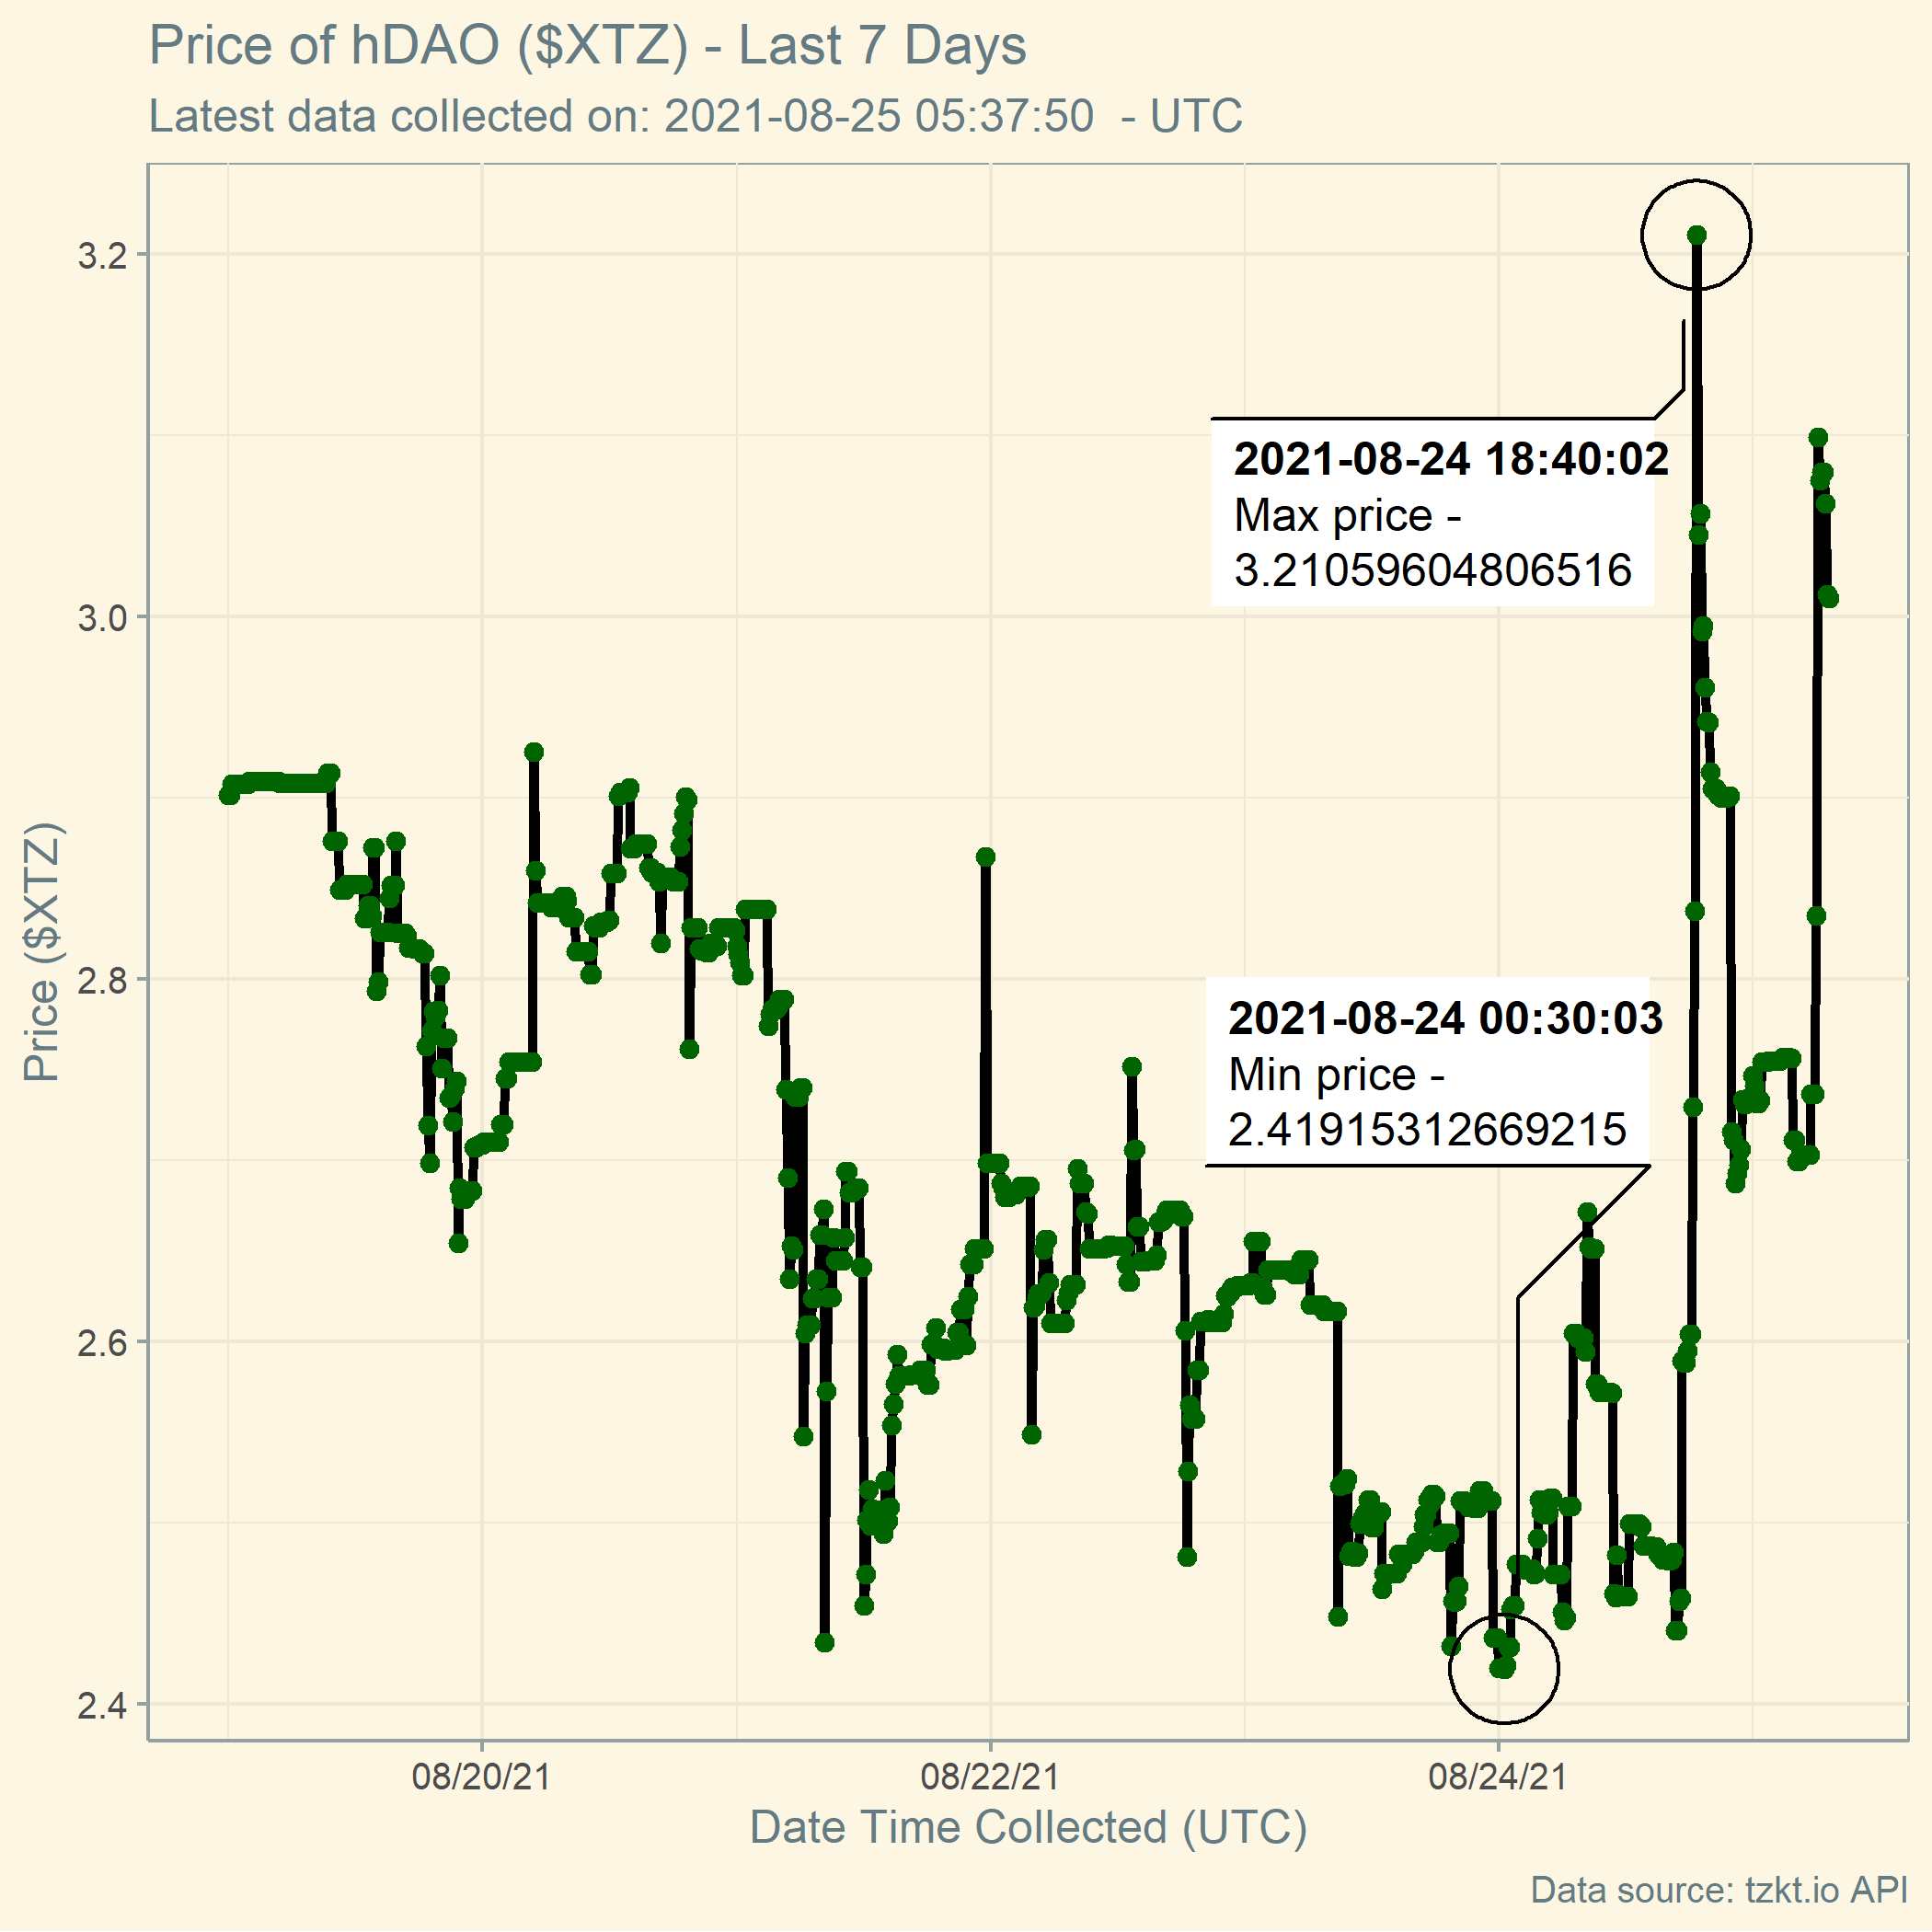 Price of hDAO ($XTZ) - Last 7 Days
Latest data collected on: 2021-08-25 05:37:50  - UTC
Price ($XTZ)
3.2
3.0
2.8
2.6
2.4
2021-08-24 18:40:02
Max price -
3.21059604806516
2021-08-24 00:30:03
Min price -
2.41915312669215
08/20/21
08/22/21
08/24/21
Date Time Collected (UTC)
Data source: tzkt.io API